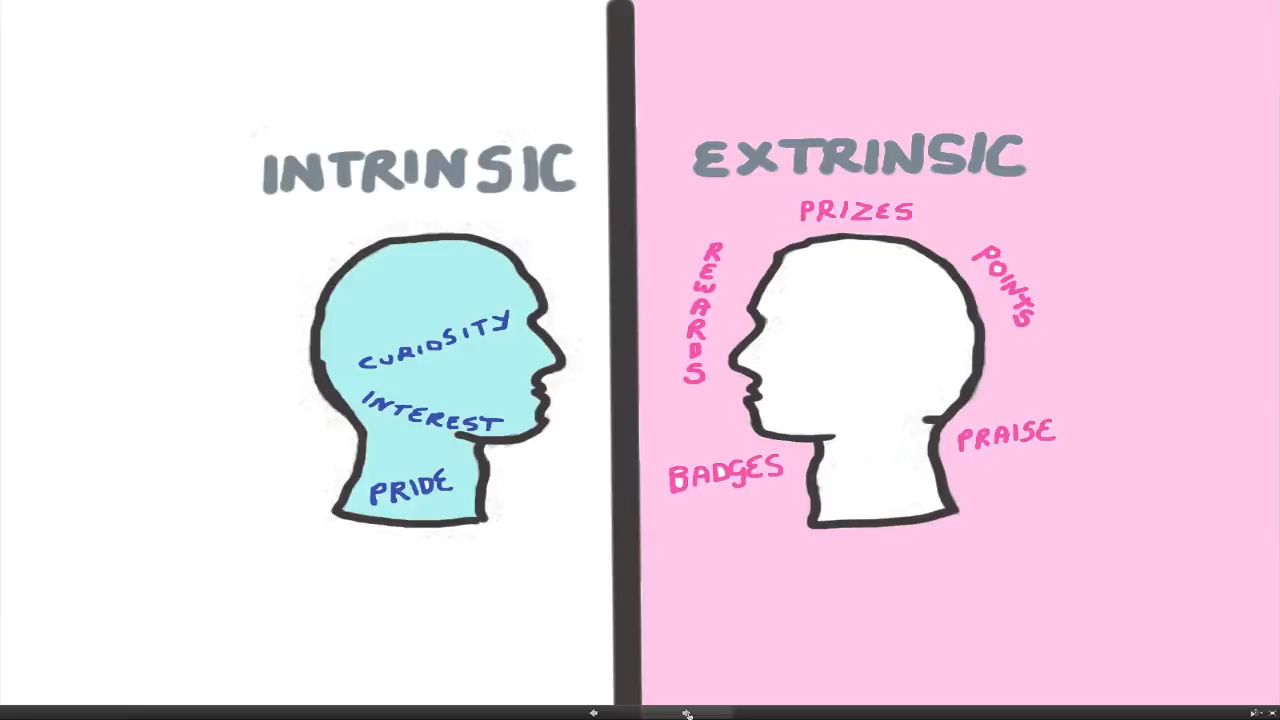 INTRINSIC
CURIOSITY
INTEREST
PRIDE
EXTRINSIC
PRIZES
REWARDS
POINTS
PRAISE
BADGES